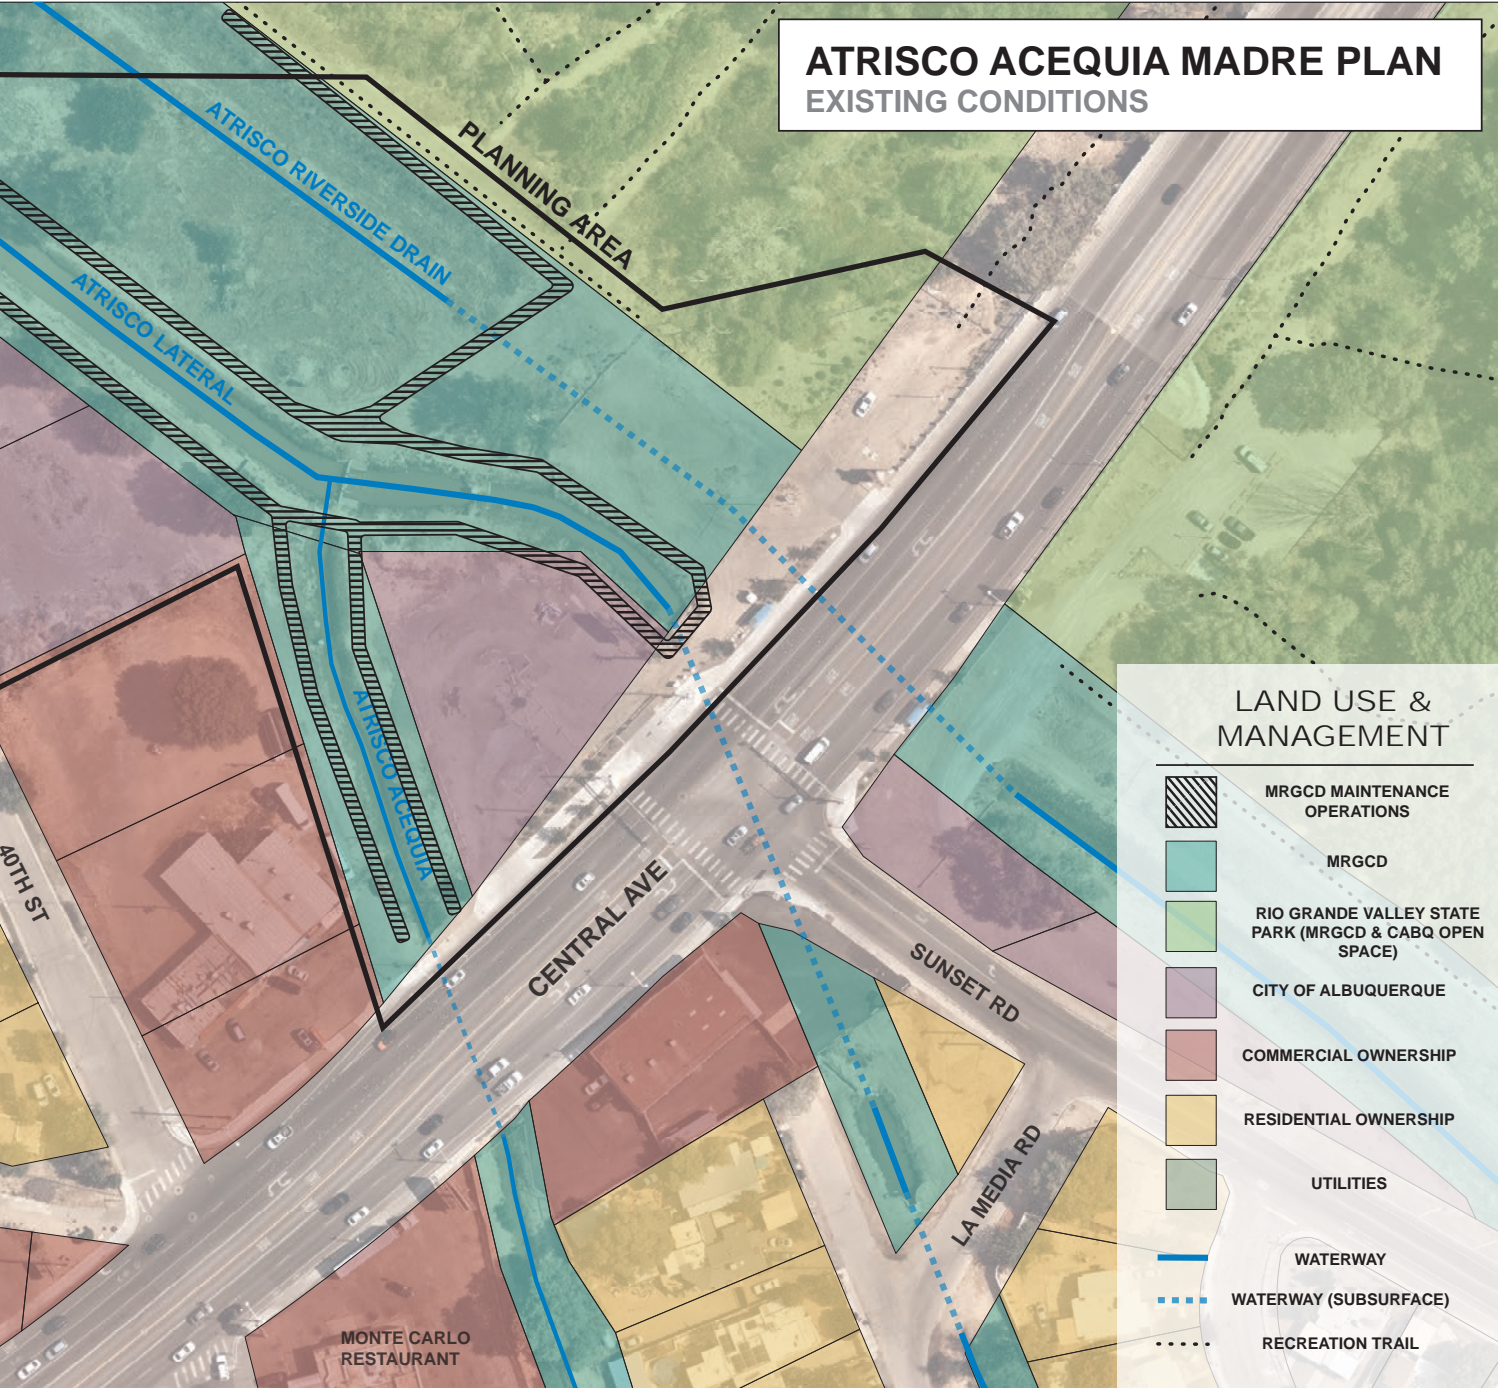 ATRISCO ACEQUIA MADRE PLAN
EXISTING CONDITIONS
ATRISCO RIVERSIDE DRAIN
PLANNING AREA
ATRISCO LATERAL
ATRISCO ACEQUIA
40TH ST
CENTRAL AVE
SUNSET RD
LA MEDIA RD
MONTE CARLO
RESTAURANT
LAND USE &
MANAGEMENT
MRGCD MAINTENANCE
OPERATIONS
MRGCD
RIO GRANDE VALLEY STATE
PARK (MRGCD & CABQ OPEN
SPACE)
CITY OF ALBUQUERQUE
COMMERCIAL OWNERSHIP
RESIDENTIAL OWNERSHIP
UTILITIES
WATERWAY
WATERWAY (SUBSURFACE)
RECREATION TRAIL